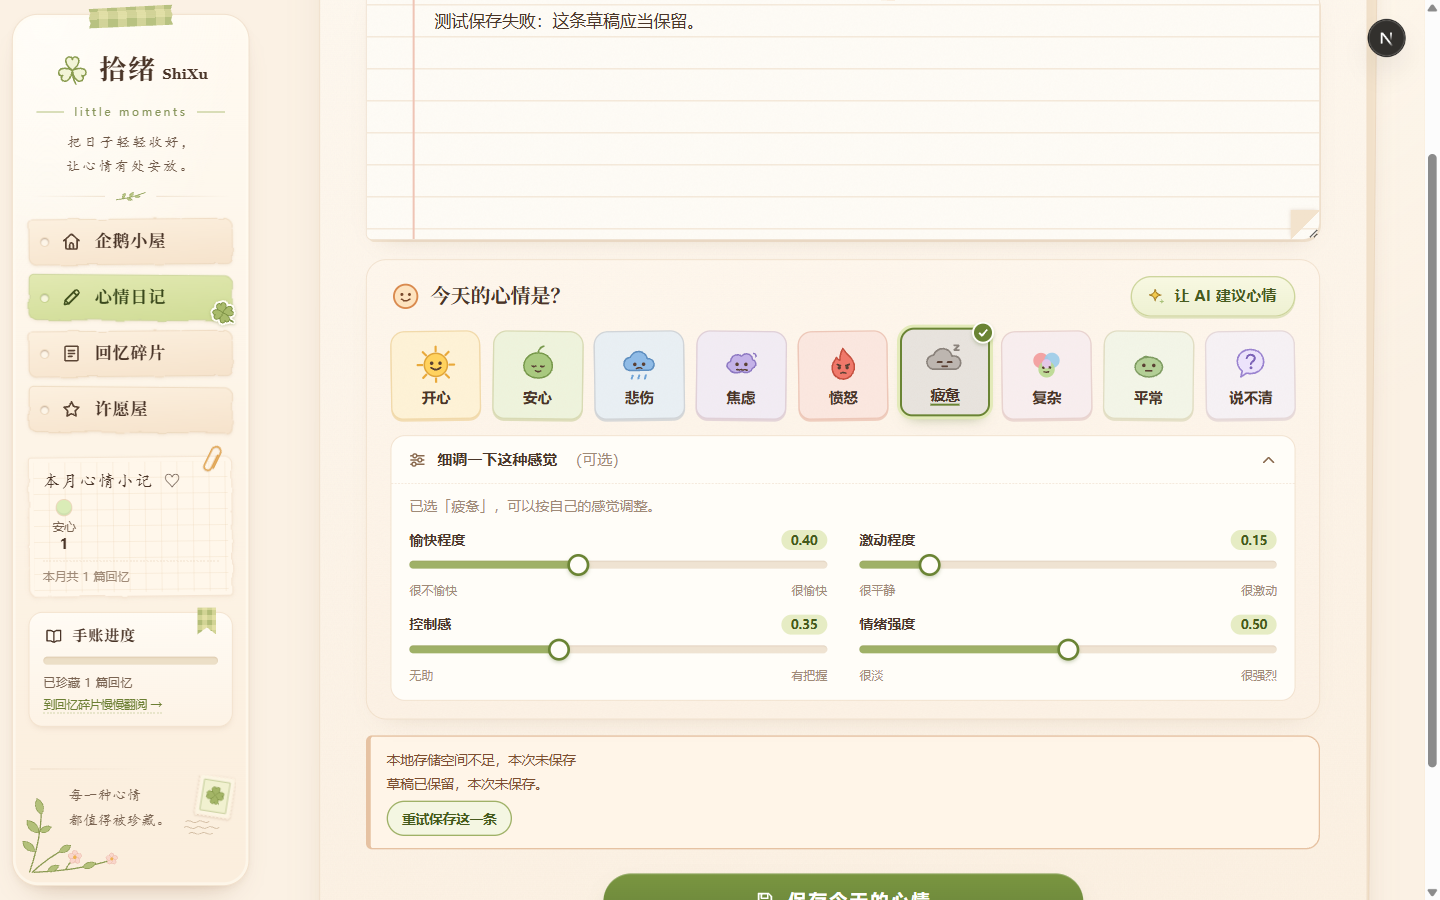 拾绪 ShiXu
little moments
把日子轻轻收好，
让心情有处安放。
企鹅小屋
心情日记
回忆碎片
许愿屋
本月心情小记 ♡
安心
1
本月共 1 篇回忆
手账进度
已珍藏 1 篇回忆
到回忆碎片慢慢翻阅 →
每一种心情
都值得被珍藏。
测试保存失败：这条草稿应当保留。
N
今天的心情是？
让 AI 建议心情
开心
安心
悲伤
焦虑
愤怒
z
疲惫
复杂
平常
?
说不清
细调一下这种感觉 （可选）
已选「疲惫」，可以按自己的感觉调整。
愉快程度 0.40
很不愉快 很愉快
激动程度 0.15
很平静 很激动
控制感 0.35
无助 有把握
情绪强度 0.50
很淡 很强烈
本地存储空间不足，本次未保存
草稿已保留，本次未保存。
重试保存这一条
保存今天的心情